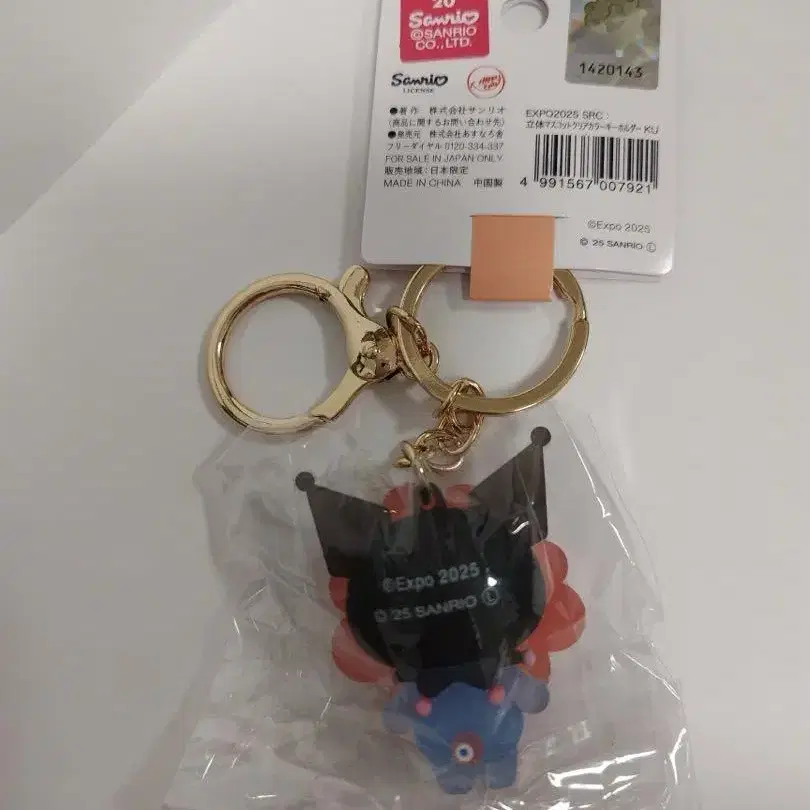 20
Sanrio
©SANRIO
CO.,LTD.
1420143
Sanrio
LICENSE
●著作 株式会社サンリオ
(商品に関するお問い合わせ先)
●発売元 株式会社あすなろ舎
フリーダイヤル 0120-334-337
FOR SALE IN JAPAN ONLY
販売地域:日本限定
MADE IN CHINA 中国製
EXPO2025 SRC:
立体マスコットクリアカラーキーホルダー KU
4 991567 007921
©Expo 2025
© '25 SANRIO Ⓛ
©Expo 2025
© '25 SANRIO Ⓛ